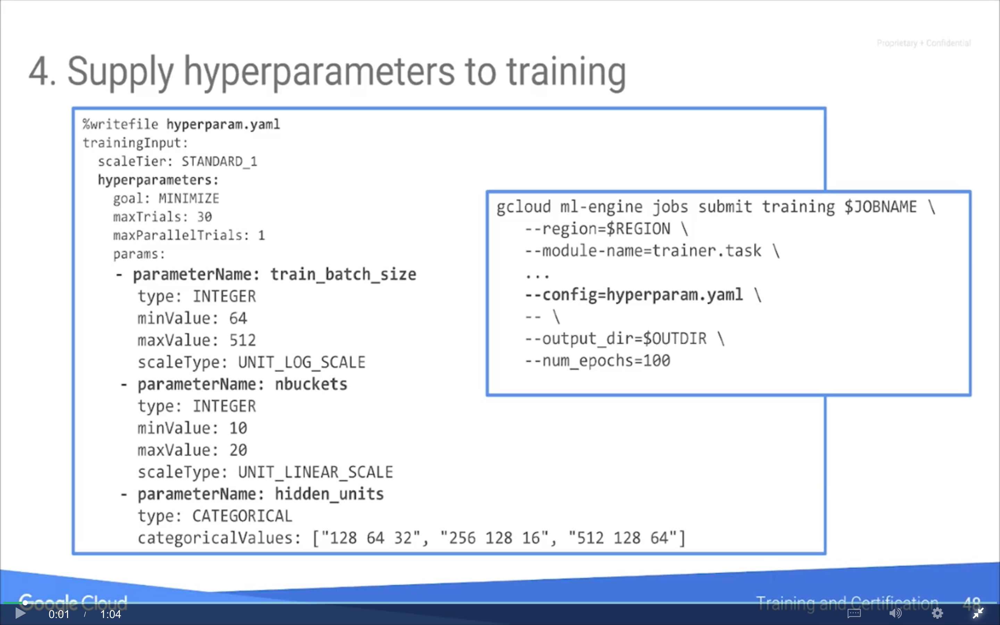 Proprietary + Confidential
4. Supply hyperparameters to training
%writefile hyperparam.yaml
trainingInput:
  scaleTier: STANDARD_1
  hyperparameters:
    goal: MINIMIZE
    maxTrials: 30
    maxParallelTrials: 1
    params:
    - parameterName: train_batch_size
      type: INTEGER
      minValue: 64
      maxValue: 512
      scaleType: UNIT_LOG_SCALE
    - parameterName: nbuckets
      type: INTEGER
      minValue: 10
      maxValue: 20
      scaleType: UNIT_LINEAR_SCALE
    - parameterName: hidden_units
      type: CATEGORICAL
      categoricalValues: ["128 64 32", "256 128 16", "512 128 64"]
gcloud ml-engine jobs submit training $JOBNAME \
   --region=$REGION \
   --module-name=trainer.task \
   ...
   --config=hyperparam.yaml \
   -- \
   --output_dir=$OUTDIR \
   --num_epochs=100
Google Cloud
Training and Certification 48
0:01 / 1:04